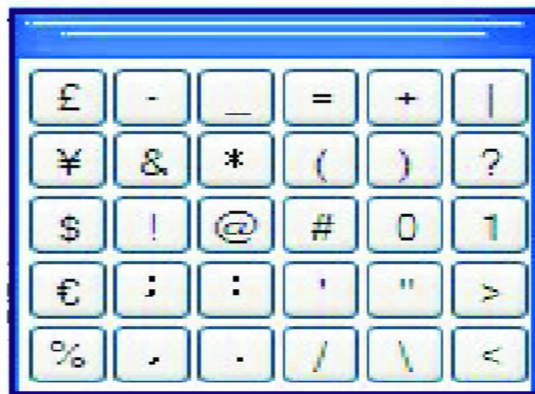 £ - _ = + |
¥ & * ( ) ?
$ ! @ # 0 1
€ ; : ' " >
% , . / \ <